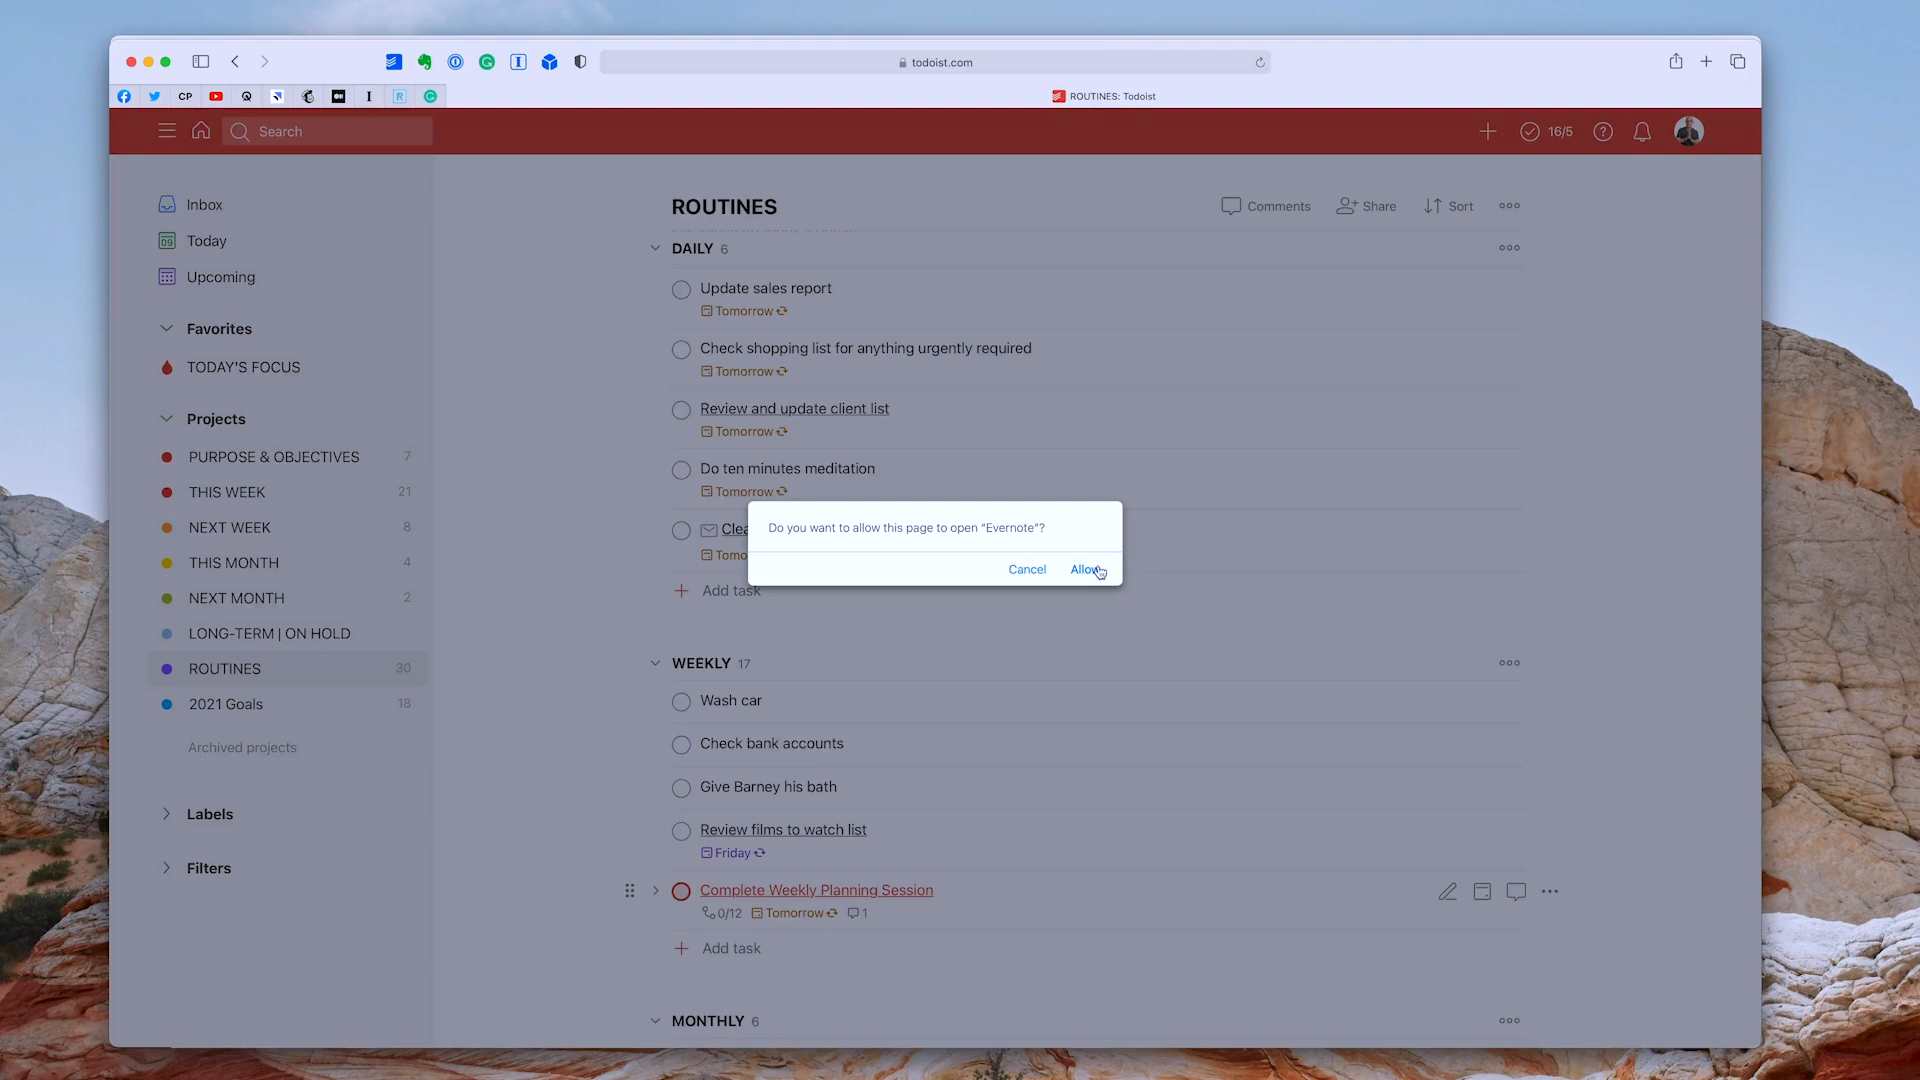 todoist.com
CP
ROUTINES: Todoist
Search
16/5
Inbox
09
Today
Upcoming
Favorites
TODAY'S FOCUS
Projects
PURPOSE & OBJECTIVES 7
THIS WEEK 21
NEXT WEEK 8
THIS MONTH 4
NEXT MONTH 2
LONG-TERM | ON HOLD
ROUTINES 30
2021 Goals 18
Archived projects
Labels
Filters
ROUTINES
Comments
Share
Sort
DAILY 6
Update sales report
Tomorrow
Check shopping list for anything urgently required
Tomorrow
Review and update client list
Tomorrow
Do ten minutes meditation
Tomorrow
Clea
Tomo
Add task
Do you want to allow this page to open “Evernote”?
Cancel
Allow
WEEKLY 17
Wash car
Check bank accounts
Give Barney his bath
Review films to watch list
Friday
Complete Weekly Planning Session
0/12 Tomorrow 1
Add task
MONTHLY 6